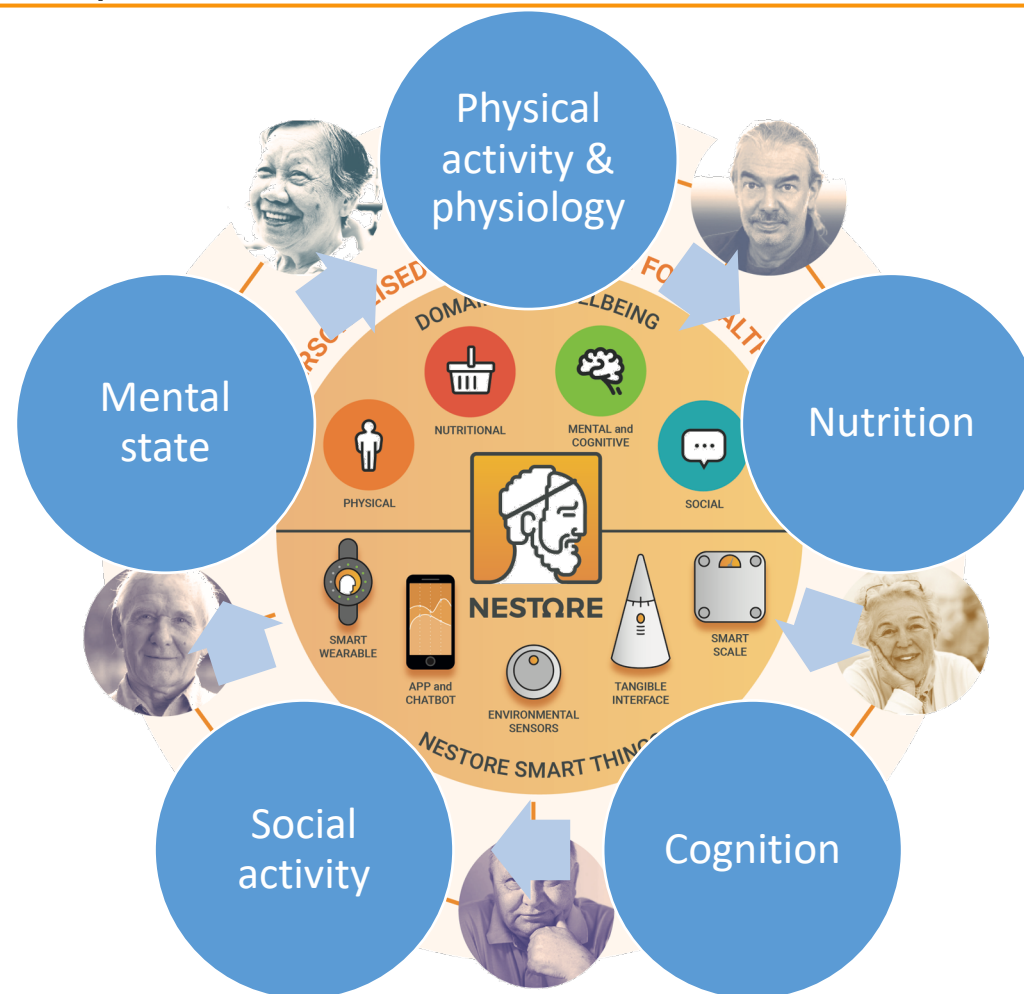 Physical
activity &
physiology
Mental
state
Nutrition
Social
activity
Cognition
NUTRITIONAL
MENTAL and
COGNITIVE
PHYSICAL
SOCIAL
NESTORE
SMART
WEARABLE
APP and
CHATBOT
ENVIRONMENTAL
SENSORS
TANGIBLE
INTERFACE
SMART
SCALE
NESTORE SMART